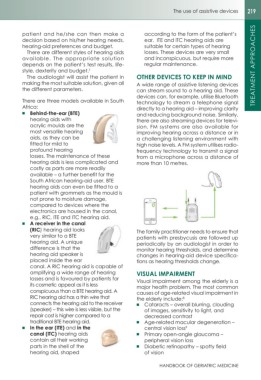 The use of assistive devices 219
patient and he/she can then make a
decision based on his/her hearing needs,
hearing-aid preferences and budget.
There are different styles of hearing aids
available. The appropriate solution
depends on the patient's test results, life-
style, dexterity and budget.
The audiologist will assist the patient in
making the most suitable solution, given all
the different parameters.
There are three models available in South
Africa:
Behind-the-ear (BTE)
hearing aids with
acrylic moulds are the
most versatile hearing
aids, as they can be
fitted for mild to
profound hearing
losses. The maintenance of these
hearing aids is less complicated and
costly as parts are more readily
available – a further benefit for the
South African hearing-aid user. BTE
hearing aids can even be fitted to a
patient with grommets as the mould is
not prone to moisture damage,
compared to devices where the
electronics are housed in the canal,
e.g., RIC, ITE and ITC hearing aid.
A receiver in the canal
(RIC) hearing aid looks
very similar to a BTE
hearing aid. A unique
difference is that the
hearing aid speaker is
placed inside the ear
canal. A RIC hearing aid is capable of
amplifying a wide range of hearing
losses and is favoured by patients for
its cosmetic appeal as it is less
conspicuous than a BTE hearing aid. A
RIC hearing aid has a thin wire that
connects the hearing aid to the receiver
(speaker) – this wire is less visible, but the
repair cost is higher compared to a
traditional BTE hearing aid.
In the ear (ITE) and in the
canal (ITC) hearing aids
contain all their working
parts in the shell of the
hearing aid, shaped
according to the form of the patient's
ear. ITE and ITC hearing aids are
suitable for certain types of hearing
losses. These devices are very small
and inconspicuous, but require more
regular maintenance.
OTHER DEVICES TO KEEP IN MIND
A wide range of assistive listening devices
can stream sound to a hearing aid. These
devices can, for example, utilise Bluetooth
technology to stream a telephone signal
directly to a hearing aid – improving clarity
and reducing background noise. Similarly,
there are also streaming devices for televi-
sion. FM systems are also available for
improving hearing across a distance or in
a challenging listening environment with
high noise levels. A FM system utilises radio-
frequency technology to transmit a signal
from a microphone across a distance of
more than 10 metres.
The family practitioner needs to ensure that
patients with presbycusis are followed up
periodically by an audiologist in order to
monitor hearing thresholds, and determine
changes in hearing-aid device specifica-
tions as hearing thresholds change.
VISUAL IMPAIRMENT
Visual impairment among the elderly is a
major health problem. The most common
causes of age-related visual impairment in
the elderly include:
Cataracts – overall blurring, clouding
of images, sensitivity to light, and
decreased contrast
Age-related macular degeneration –
central vision loss
Primary open-angle glaucoma –
peripheral vision loss
Diabetic retinopathy – spotty field
of vision
TREATMENT APPROACHES
HANDBOOK OF GERIATRIC MEDICINE